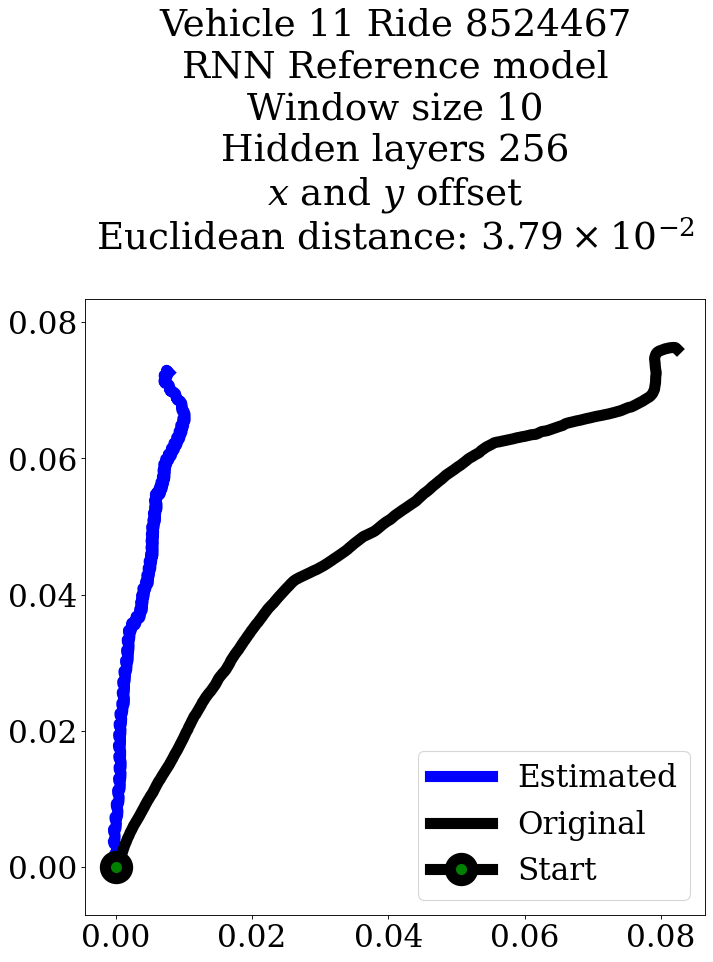 Vehicle 11 Ride 8524467
RNN Reference model
Window size 10
Hidden layers 256
x and y offset
Euclidean distance: 3.79 × 10⁻²
0.08
0.06
0.04
0.02
0.00
Estimated
Original
Start
0.00 0.02 0.04 0.06 0.08